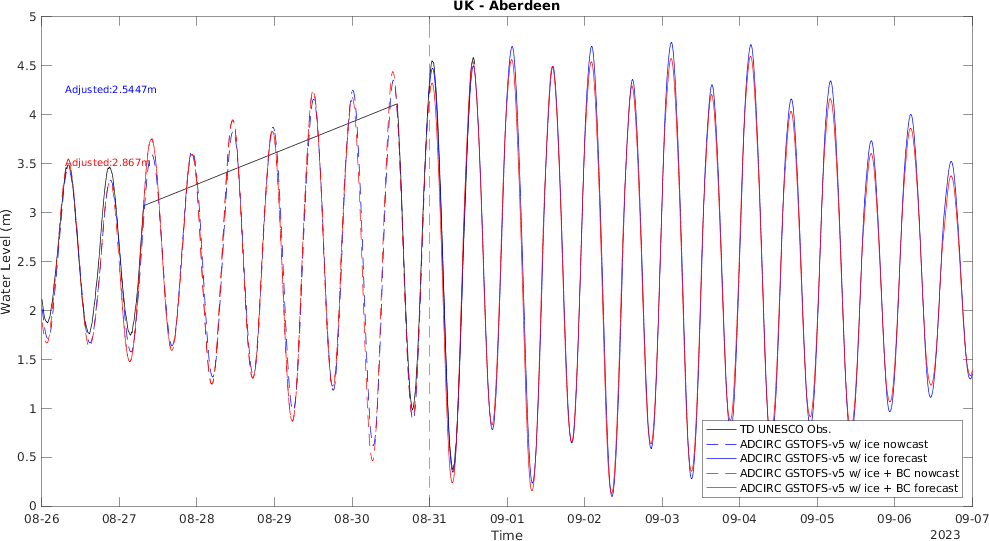 UK - Aberdeen
5
4.5
4
3.5
3
2.5
2
1.5
1
0.5
0
Water Level (m)
Adjusted:2.5447m
Adjusted:2.867m
TD UNESCO Obs.
ADCIRC GSTOFS-v5 w/ ice nowcast
ADCIRC GSTOFS-v5 w/ ice forecast
ADCIRC GSTOFS-v5 w/ ice + BC nowcast
ADCIRC GSTOFS-v5 w/ ice + BC forecast
08-26 08-27 08-28 08-29 08-30 08-31 09-01 09-02 09-03 09-04 09-05 09-06 09-07
Time
2023